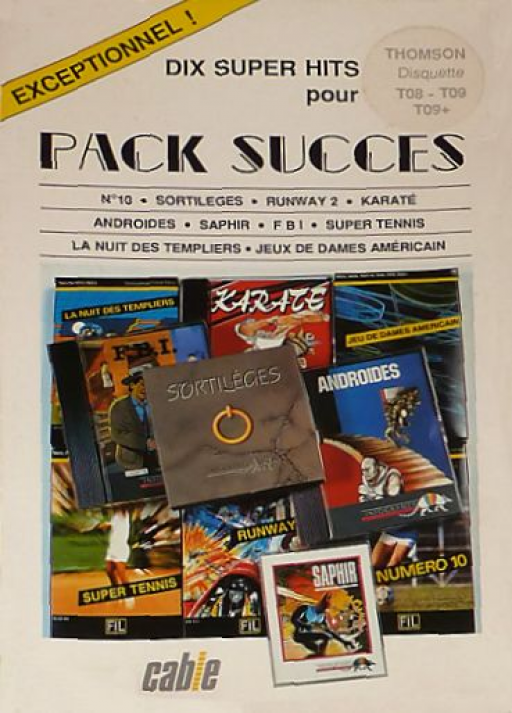 EXCEPTIONNEL !
DIX SUPER HITS
pour
THOMSON
Disquette
T08 - T09
T09+
PACK SUCCES
N°10 • SORTILEGES • RUNWAY 2 • KARATÉ
ANDROIDES • SAPHIR • F B I • SUPER TENNIS
LA NUIT DES TEMPLIERS • JEUX DE DAMES AMÉRICAIN
LA NUIT DES TEMPLIERS
KARATE
JEU DE DAMES AMERICAIN
F.B.I.
SORTILÉGES
ANDROIDES
SUPER TENNIS
RUNWAY
SAPHIR
NUMERO 10
FIL
FIL
FIL
cable